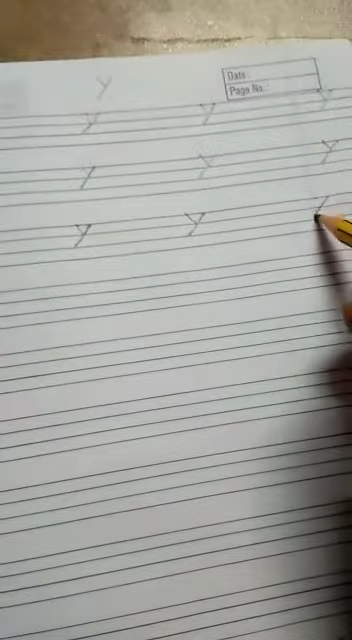 y
Date:
Page No.
y y y
y y y
y y y